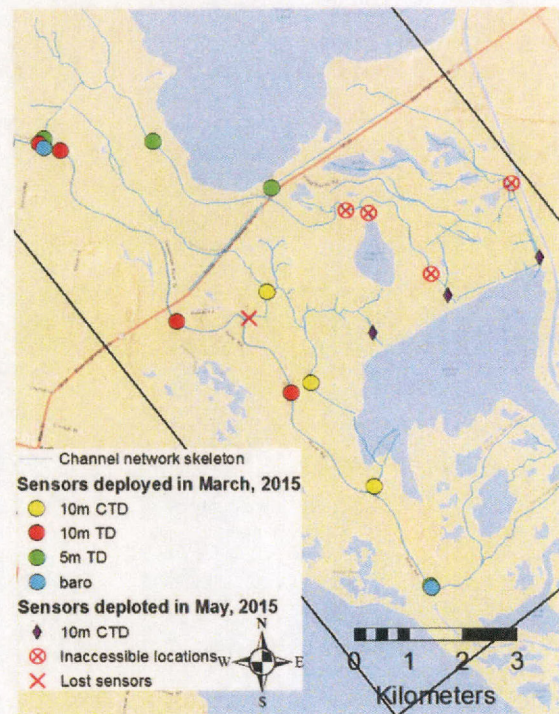 Channel network skeleton
Sensors deployed in March, 2015
10m CTD
10m TD
5m TD
baro
Sensors deploted in May, 2015
10m CTD
Inaccessible locations
Lost sensors
N
W E
S
0 1 2 3
Kilometers